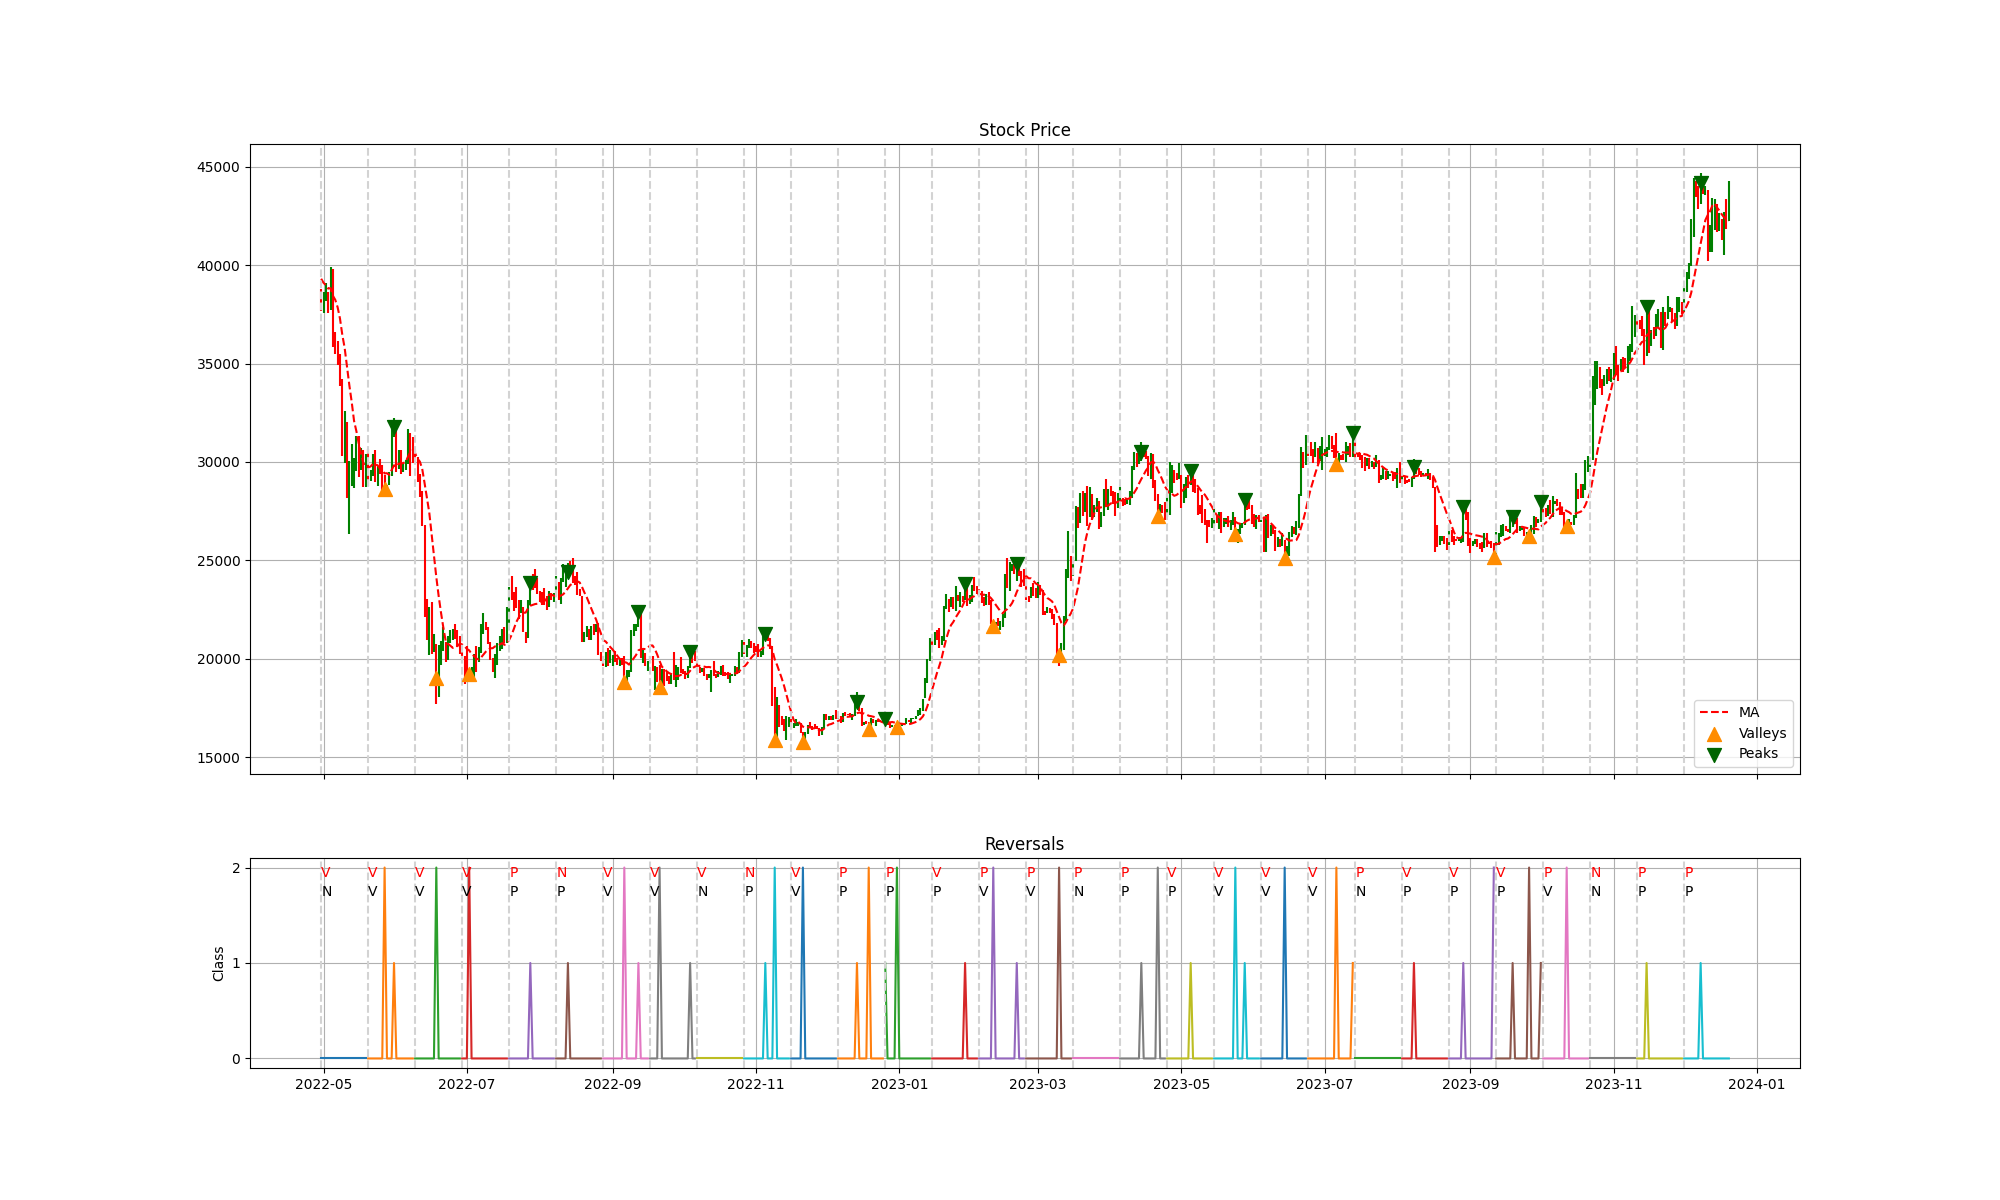 Stock Price
45000
40000
35000
30000
25000
20000
15000
MA
Valleys
Peaks
Reversals
Class
2
1
0
V V V V P N V V V N V P P V P P P P V V V V P V V V P N P P
N V V V P P V V N P V P P P V V N P P V V V N P P P V N P P
2022-05 2022-07 2022-09 2022-11 2023-01 2023-03 2023-05 2023-07 2023-09 2023-11 2024-01